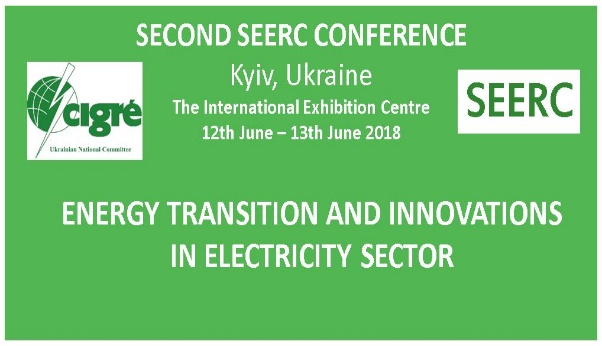 SECOND SEERC CONFERENCE
Kyiv, Ukraine
The International Exhibition Centre
12th June – 13th June 2018
cigré
Ukrainian National Committee
SEERC
ENERGY TRANSITION AND INNOVATIONS
IN ELECTRICITY SECTOR